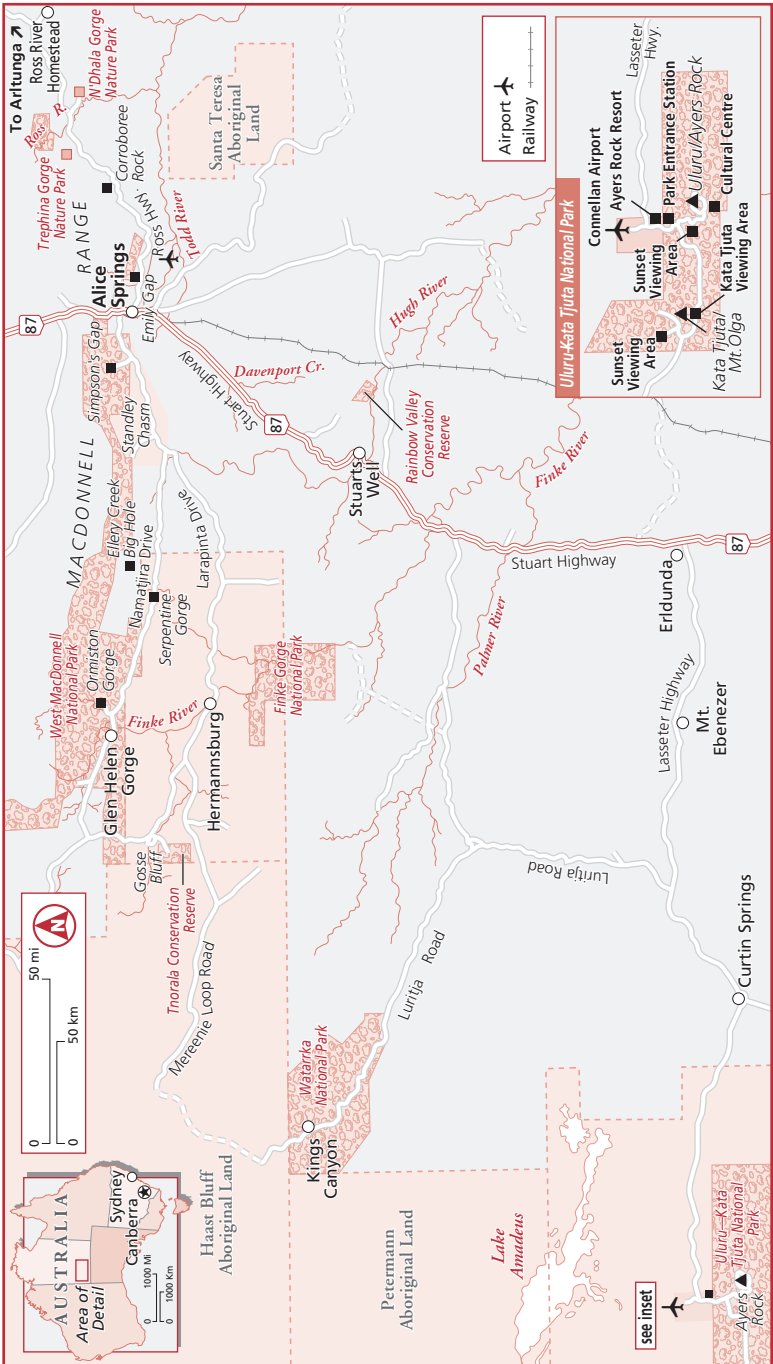 AUSTRALIA
Area of
Detail
Sydney
Canberra
0
1000 Mi
0
1000 Km
0
50 mi
0
50 km
N
To Arltunga
Ross River
Homestead
Ross R.
N'Dhala Gorge
Nature Park
Trephina Gorge
Nature Park
Corroboree
Rock
Ross Hwy.
Todd River
Santa Teresa
Aboriginal
Land
MACDONNELL RANGE
87
Alice
Springs
Emily Gap
Simpson's Gap
Standley
Chasm
Stuart Highway
Davenport Cr.
87
Hugh River
Ellery Creek
Big Hole
Namatjira Drive
Larapinta Drive
Serpentine
Gorge
Ormiston
Gorge
West MacDonnell
National Park
Glen Helen
Gorge
Finke River
Hermannsburg
Finke Gorge
National Park
Gosse
Bluff
Tnorala Conservation
Reserve
Mereenie Loop Road
Haast Bluff
Aboriginal Land
Stuarts
Well
Rainbow Valley
Conservation
Reserve
Finke River
Stuart Highway
Palmer River
87
Erldunda
Lasseter Highway
Mt.
Ebenezer
Luritja Road
Luritja Road
Watarrka
National Park
Kings
Canyon
Petermann
Aboriginal Land
Lake
Amadeus
Curtin Springs
see inset
Uluru—Kata
Tjuta National
Park
Ayers
Rock
Airport
Railway
Uluru-Kata Tjuta National Park
Lasseter
Hwy.
Connellan Airport
Ayers Rock Resort
Park Entrance Station
Uluru/Ayers Rock
Cultural Centre
Sunset
Viewing
Area
Kata Tjuta
Viewing Area
Sunset
Viewing
Area
Kata Tjuta/
Mt. Olga